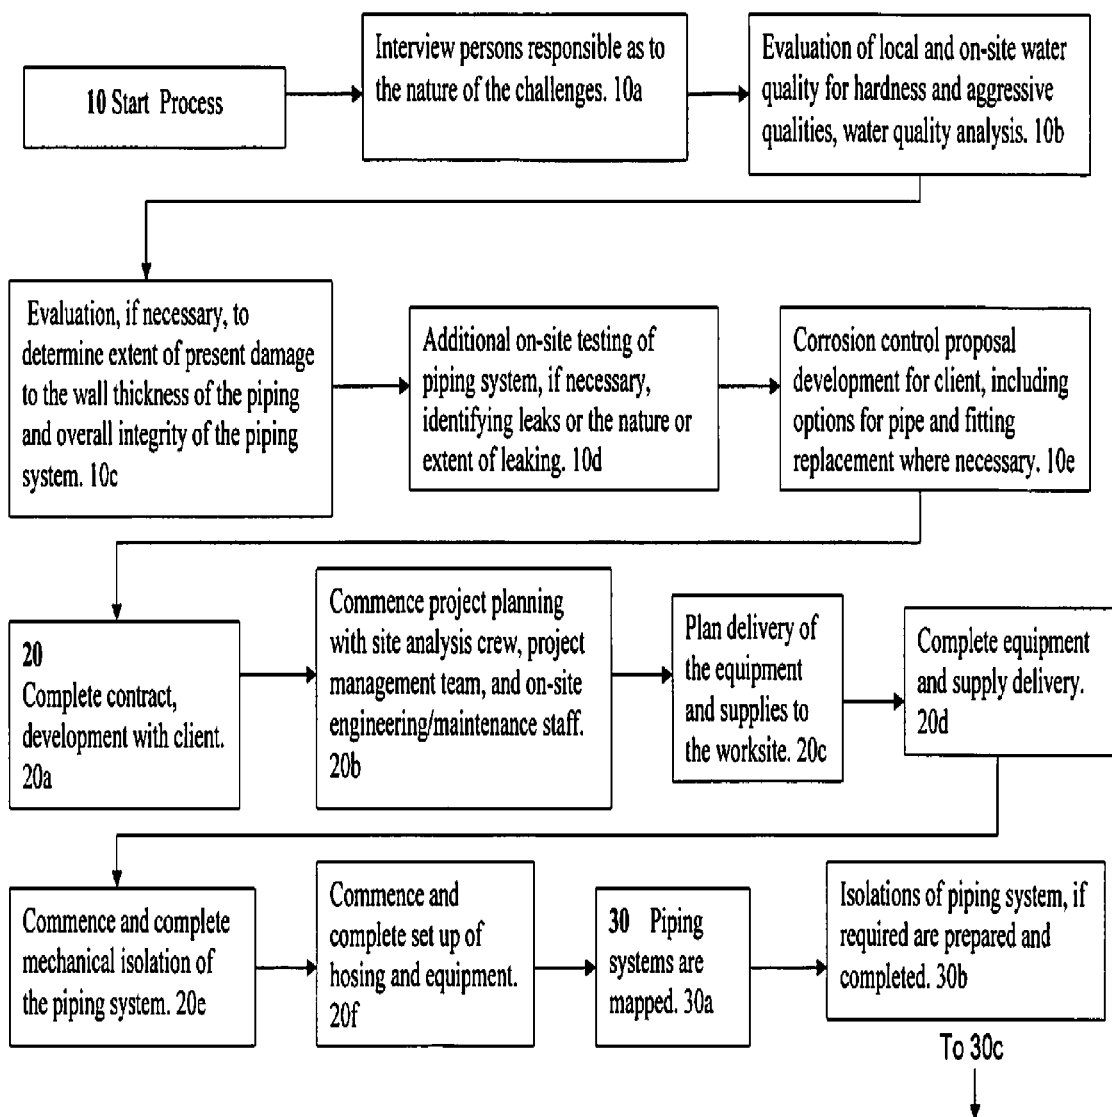 10 Start Process
Interview persons responsible as to
the nature of the challenges. 10a
Evaluation of local and on-site water
quality for hardness and aggressive
qualities, water quality analysis. 10b
Evaluation, if necessary, to
determine extent of present damage
to the wall thickness of the piping
and overall integrity of the piping
system. 10c
Additional on-site testing of
piping system, if necessary,
identifying leaks or the nature or
extent of leaking. 10d
Corrosion control proposal
development for client, including
options for pipe and fitting
replacement where necessary. 10e
20
Complete contract,
development with client.
20a
Commence project planning
with site analysis crew, project
management team, and on-site
engineering/maintenance staff.
20b
Plan delivery of
the equipment
and supplies to
the worksite. 20c
Complete equipment
and supply delivery.
20d
Commence and complete
mechanical isolation of
the piping system. 20e
Commence and
complete set up of
hosing and equipment.
20f
30 Piping
systems are
mapped. 30a
Isolations of piping system, if
required are prepared and
completed. 30b
To 30c